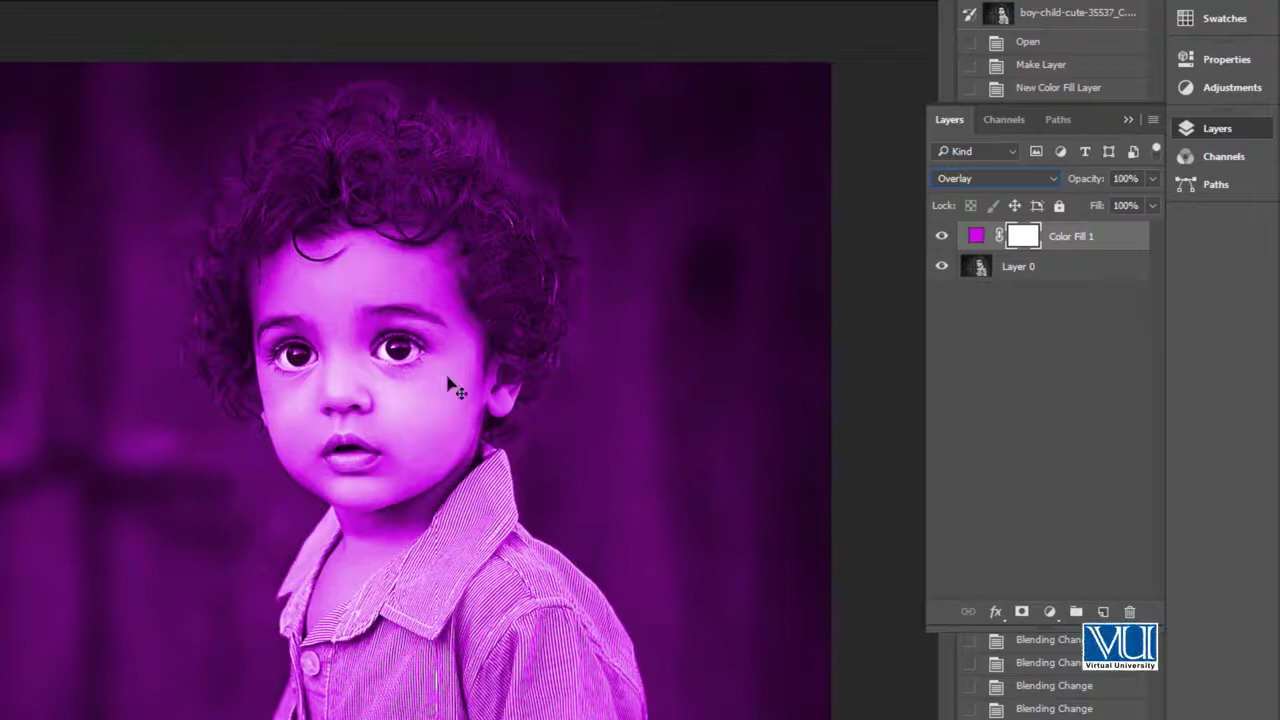 boy-child-cute-35537_C....
Swatches
Open
Make Layer
New Color Fill Layer
Properties
Adjustments
Layers
Channels
Paths
Layers Channels Paths
Kind
Overlay Opacity: 100%
Lock: Fill: 100%
Color Fill 1
Layer 0
fx
Blending Chan
Blending Chan
Blending Change
Blending Change
VU
Virtual University